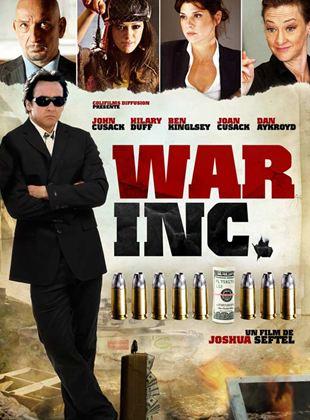 COLIFILMS DIFFUSION
PRÉSENTE
JOHN CUSACK
HILARY DUFF
BEN KINGLSEY
JOAN CUSACK
DAN AYKROYD
WAR
INC.
UN FILM DE
JOSHUA SEFTEL